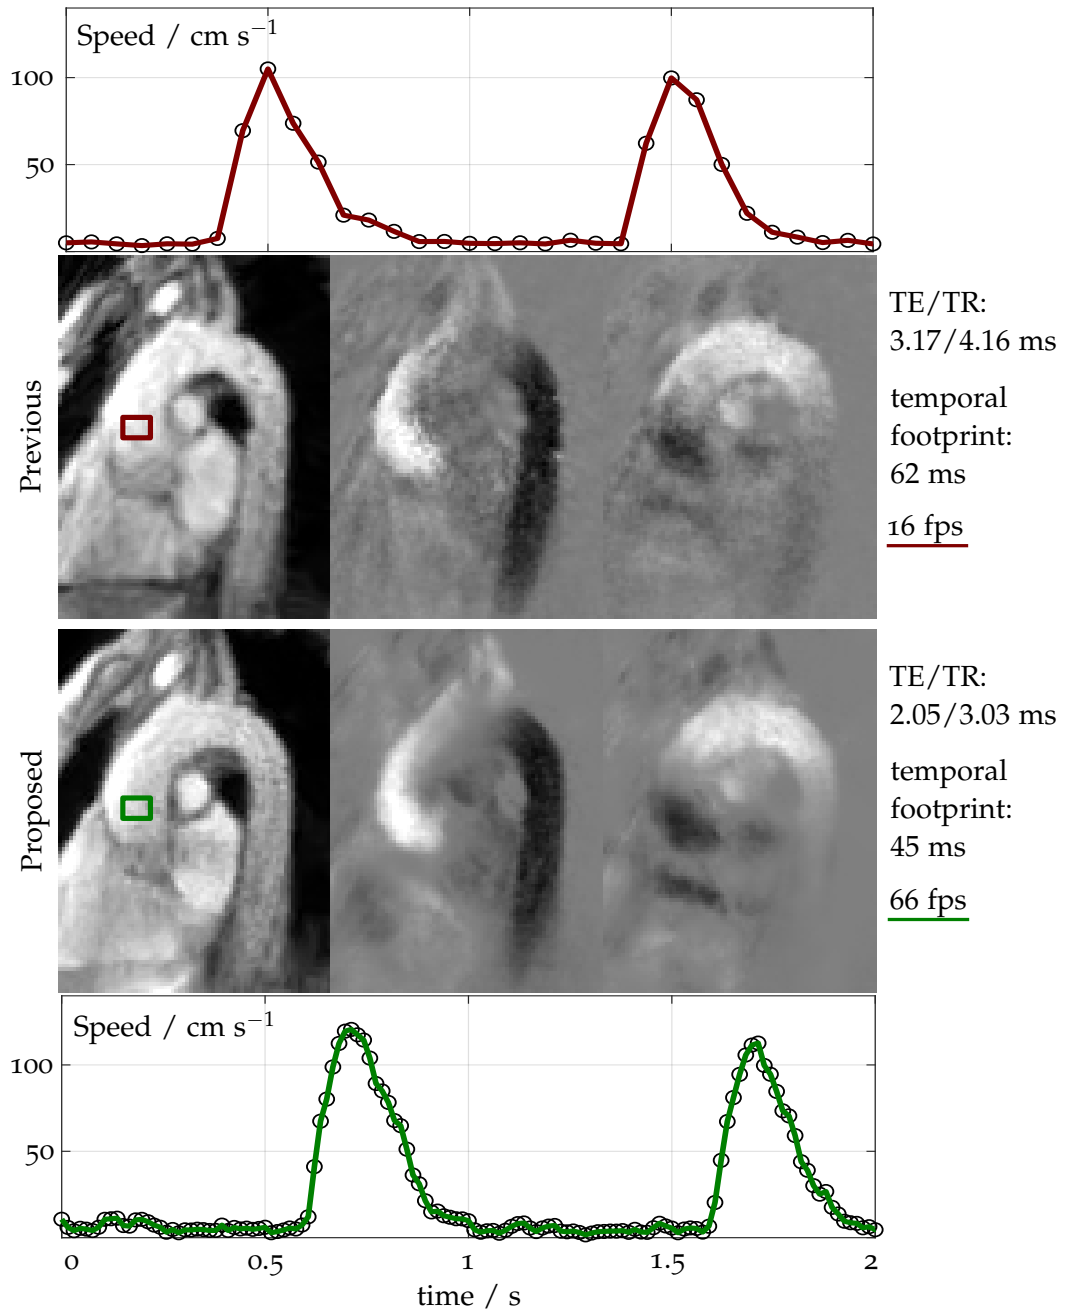 Speed / cm s⁻¹
100
50
Previous
TE/TR:
3.17/4.16 ms
temporal
footprint:
62 ms
16 fps
Proposed
TE/TR:
2.05/3.03 ms
temporal
footprint:
45 ms
66 fps
Speed / cm s⁻¹
100
50
0 0.5 1 1.5 2
time / s